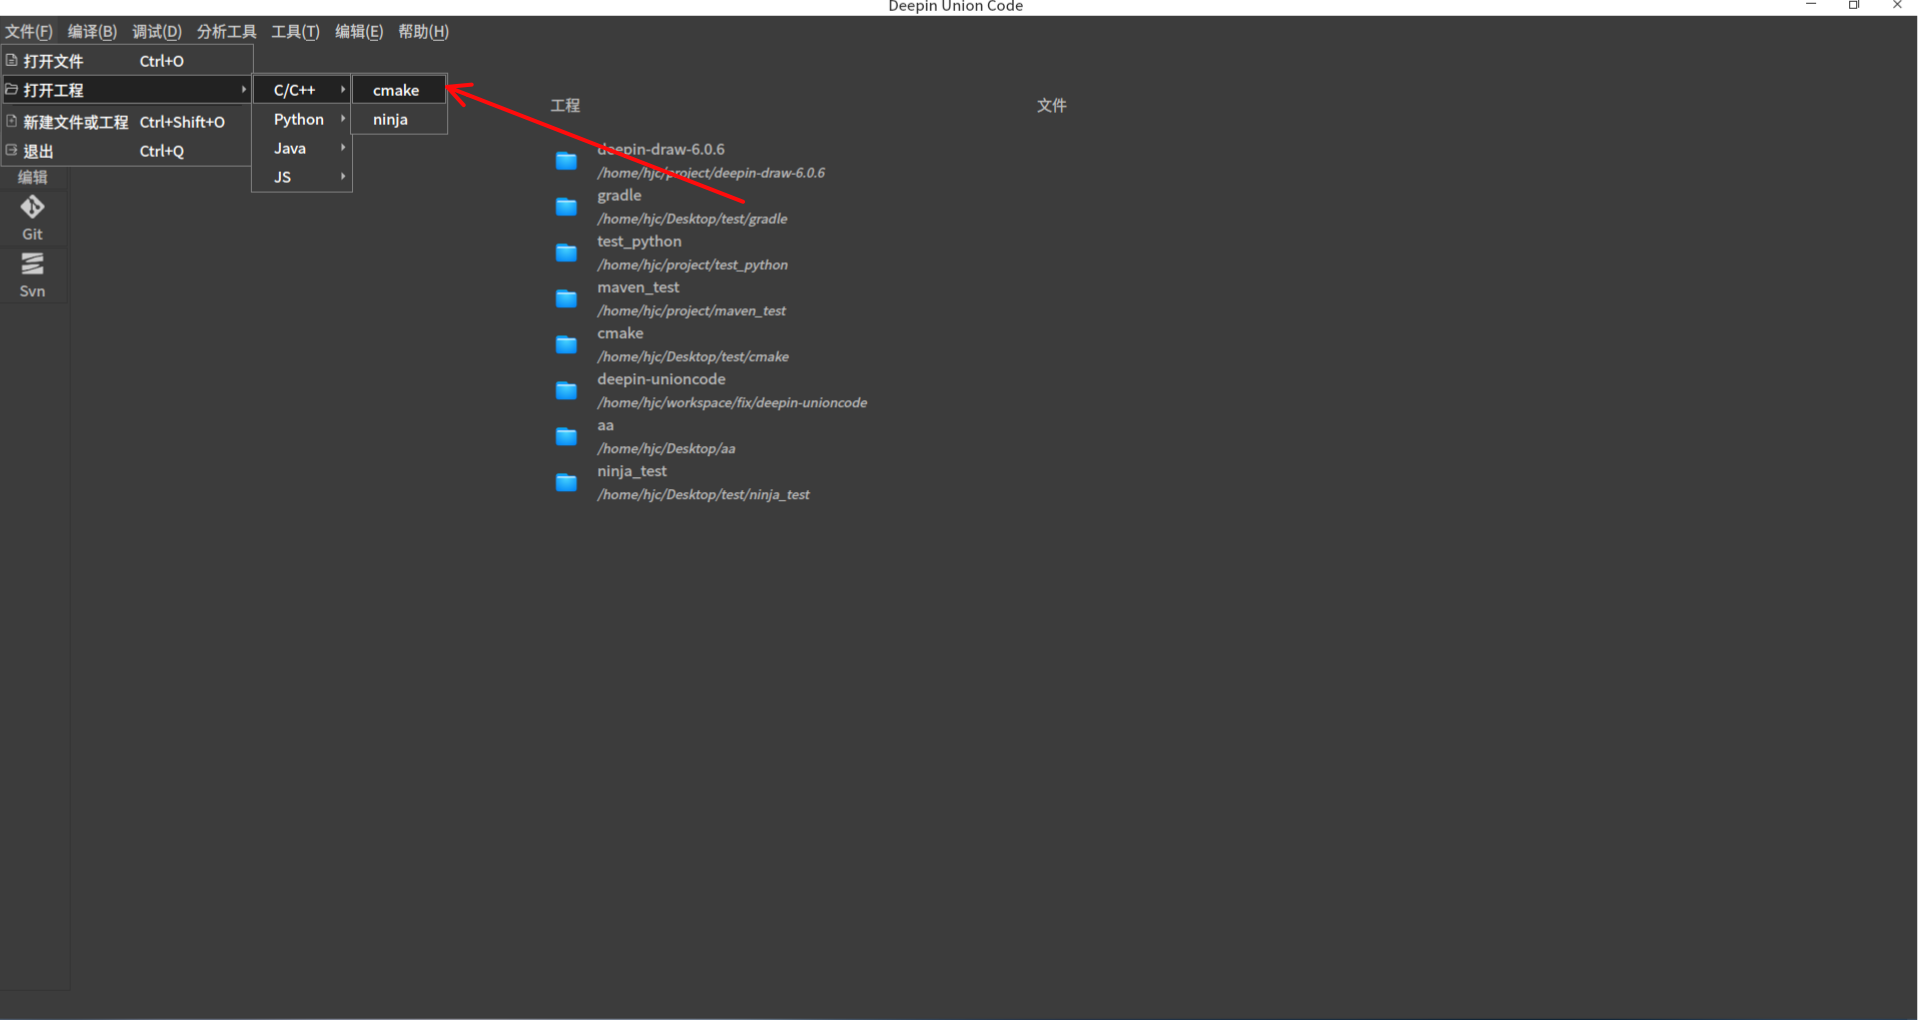 Deepin Union Code
文件(F) 编译(B) 调试(D) 分析工具 工具(T) 编辑(E) 帮助(H)
打开文件 Ctrl+O
打开工程
新建文件或工程 Ctrl+Shift+O
退出 Ctrl+Q
C/C++
Python
Java
JS
cmake
ninja
编辑
Git
Svn
工程
deepin-draw-6.0.6
/home/hjc/project/deepin-draw-6.0.6
gradle
/home/hjc/Desktop/test/gradle
test_python
/home/hjc/project/test_python
maven_test
/home/hjc/project/maven_test
cmake
/home/hjc/Desktop/test/cmake
deepin-unioncode
/home/hjc/workspace/fix/deepin-unioncode
aa
/home/hjc/Desktop/aa
ninja_test
/home/hjc/Desktop/test/ninja_test
文件